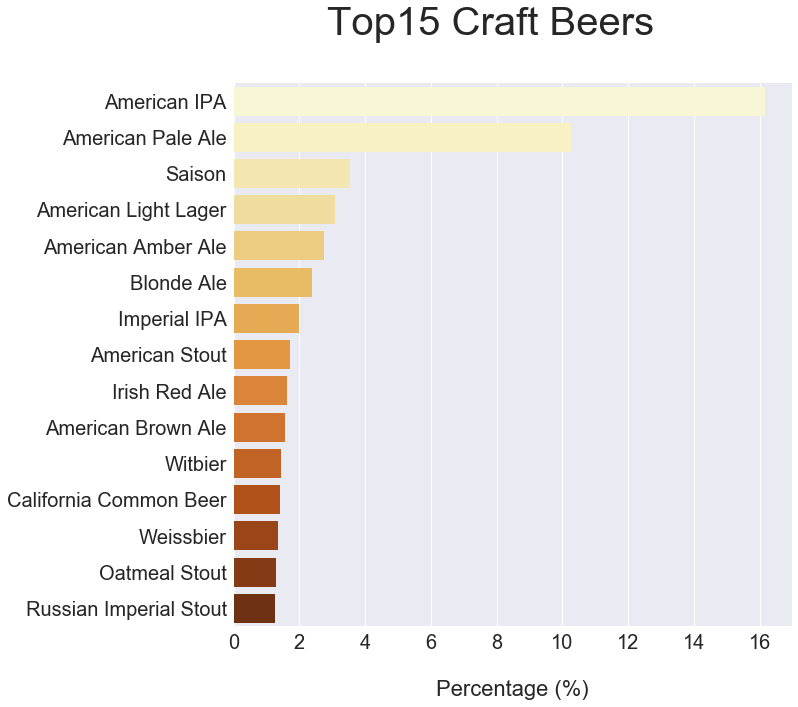 Top15 Craft Beers
American IPA
American Pale Ale
Saison
American Light Lager
American Amber Ale
Blonde Ale
Imperial IPA
American Stout
Irish Red Ale
American Brown Ale
Witbier
California Common Beer
Weissbier
Oatmeal Stout
Russian Imperial Stout
0 2 4 6 8 10 12 14 16
Percentage (%)